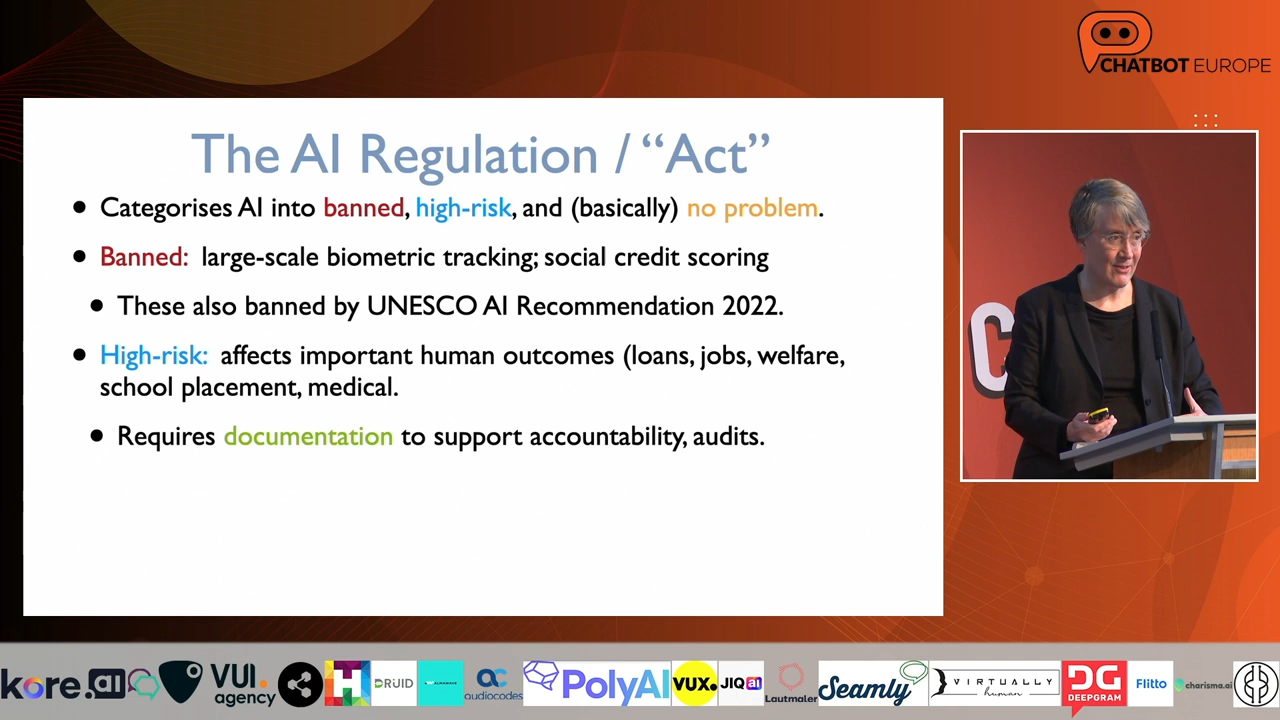 CHATBOT EUROPE
The AI Regulation / “Act”
• Categorises AI into banned, high-risk, and (basically) no problem.
• Banned: large-scale biometric tracking; social credit scoring
• These also banned by UNESCO AI Recommendation 2022.
• High-risk: affects important human outcomes (loans, jobs, welfare,
school placement, medical.
• Requires documentation to support accountability, audits.
C
kore.ai
VUI.
agency
H
DRUID
ac
audiocodes
PolyAI
VUX.
JIQ ai
Lautmaler
Seamly
VIRTUALLY
human
DG
DEEPGRAM
Flitto
charisma.ai